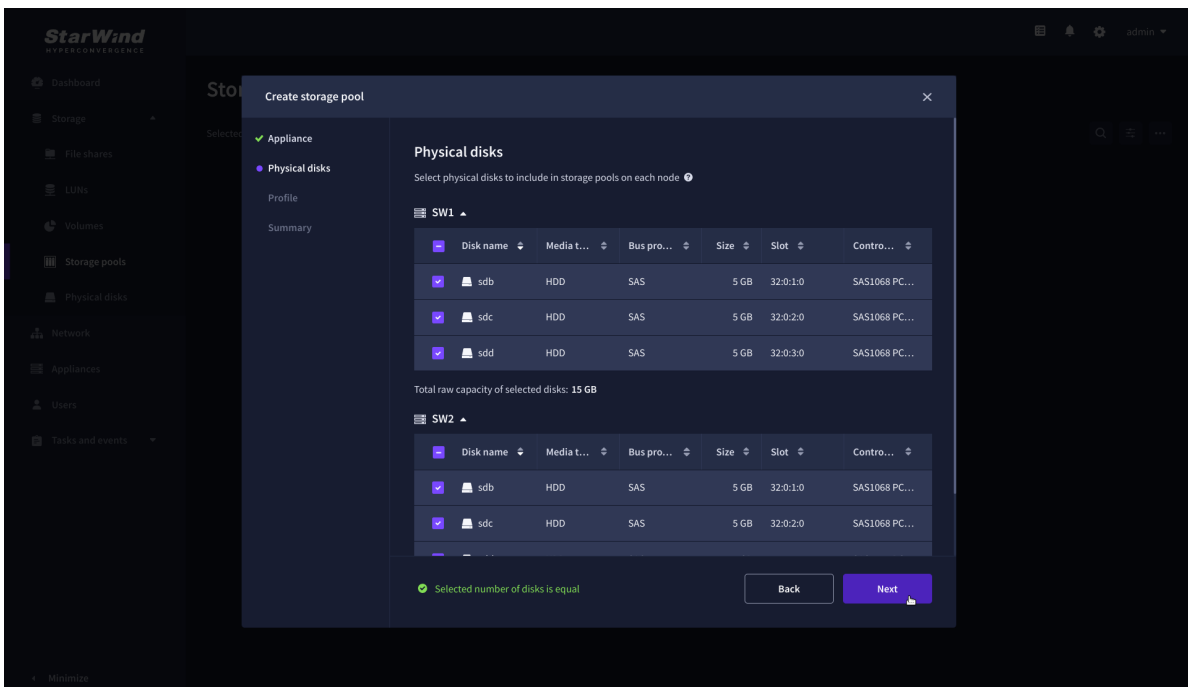 StarWind
HYPERCONVERGENCE
admin
Dashboard
Storage
File shares
LUNs
Volumes
Storage pools
Physical disks
Network
Appliances
Users
Tasks and events
Minimize
Stor
Selected
Create storage pool
Appliance
Physical disks
Profile
Summary
Physical disks
Select physical disks to include in storage pools on each node
SW1
Disk name Media t... Bus pro... Size Slot Contro...
sdb HDD SAS 5 GB 32:0:1:0 SAS1068 PC...
sdc HDD SAS 5 GB 32:0:2:0 SAS1068 PC...
sdd HDD SAS 5 GB 32:0:3:0 SAS1068 PC...
Total raw capacity of selected disks: 15 GB
SW2
Disk name Media t... Bus pro... Size Slot Contro...
sdb HDD SAS 5 GB 32:0:1:0 SAS1068 PC...
sdc HDD SAS 5 GB 32:0:2:0 SAS1068 PC...
Selected number of disks is equal
Back
Next